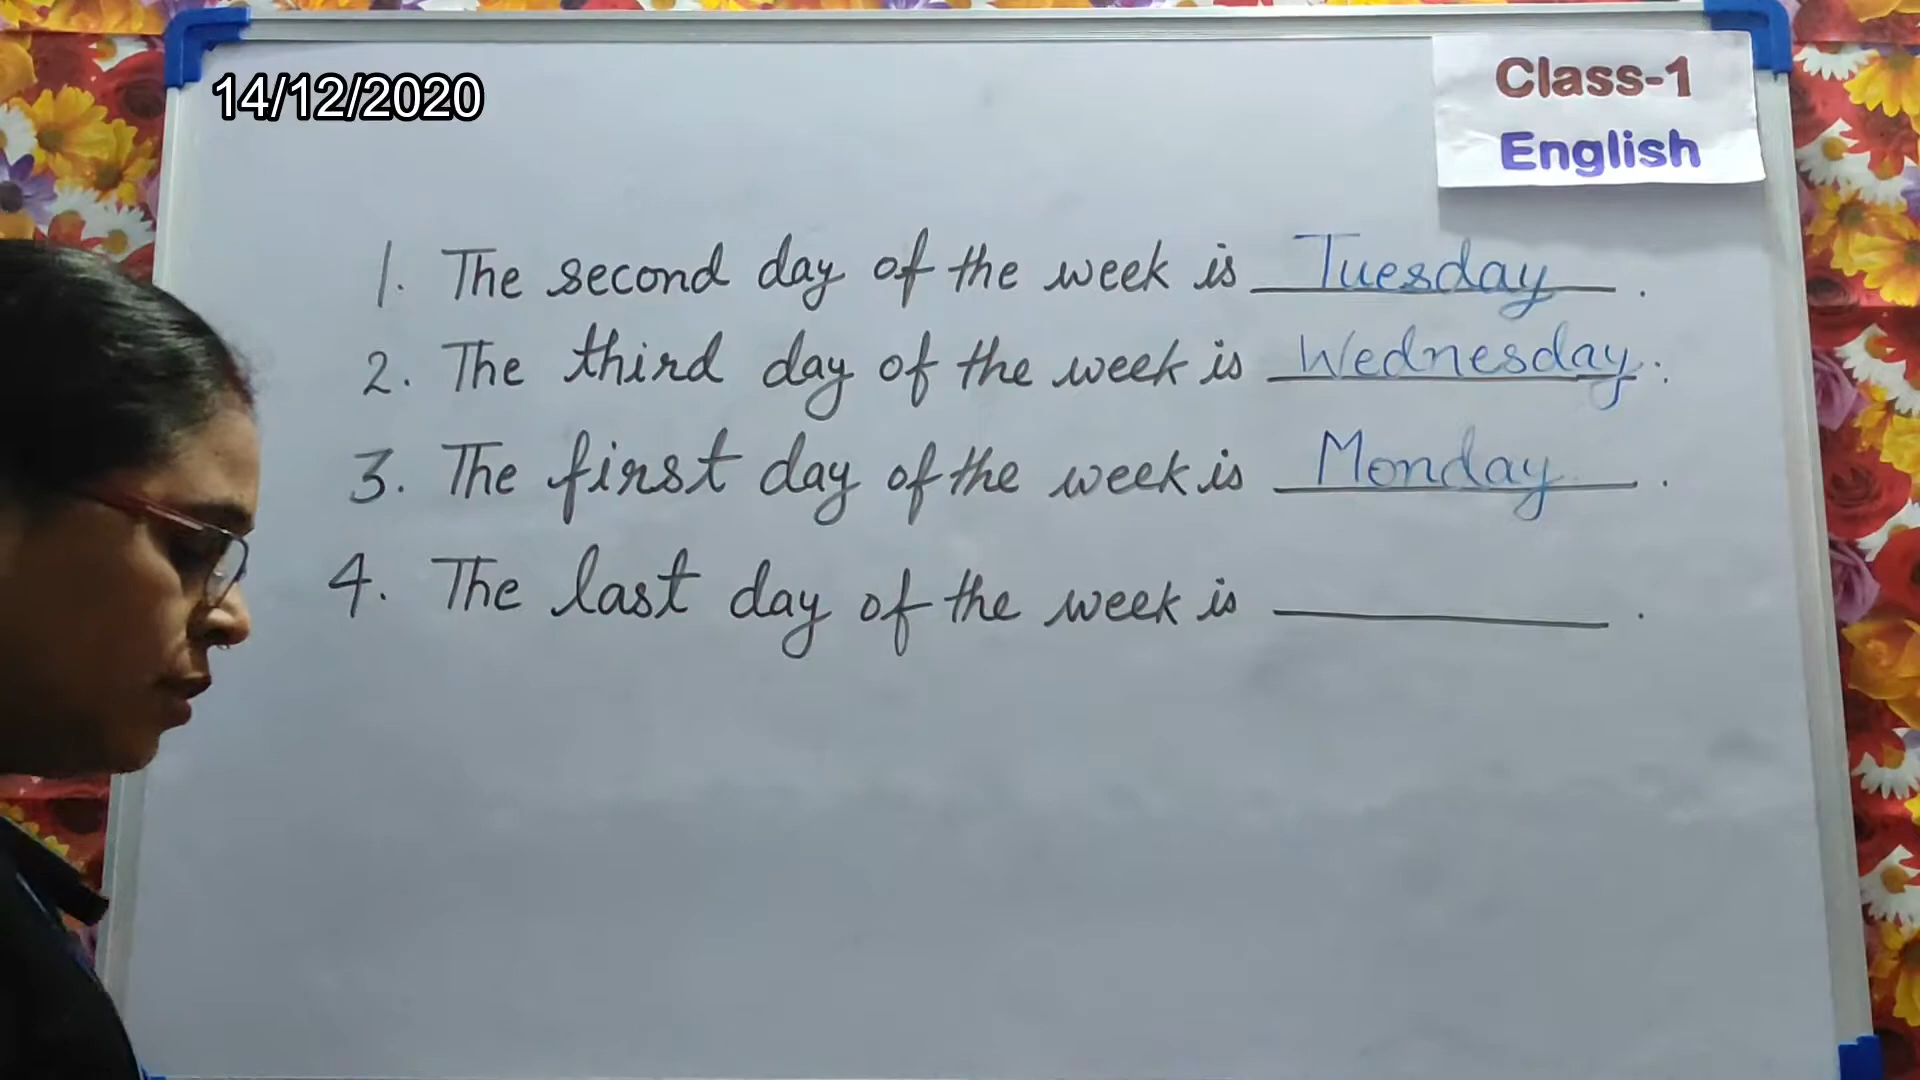 14/12/2020
Class-1
English
1. The second day of the week is Tuesday.
2. The third day of the week is Wednesday.
3. The first day of the week is Monday.
4. The last day of the week is ________.